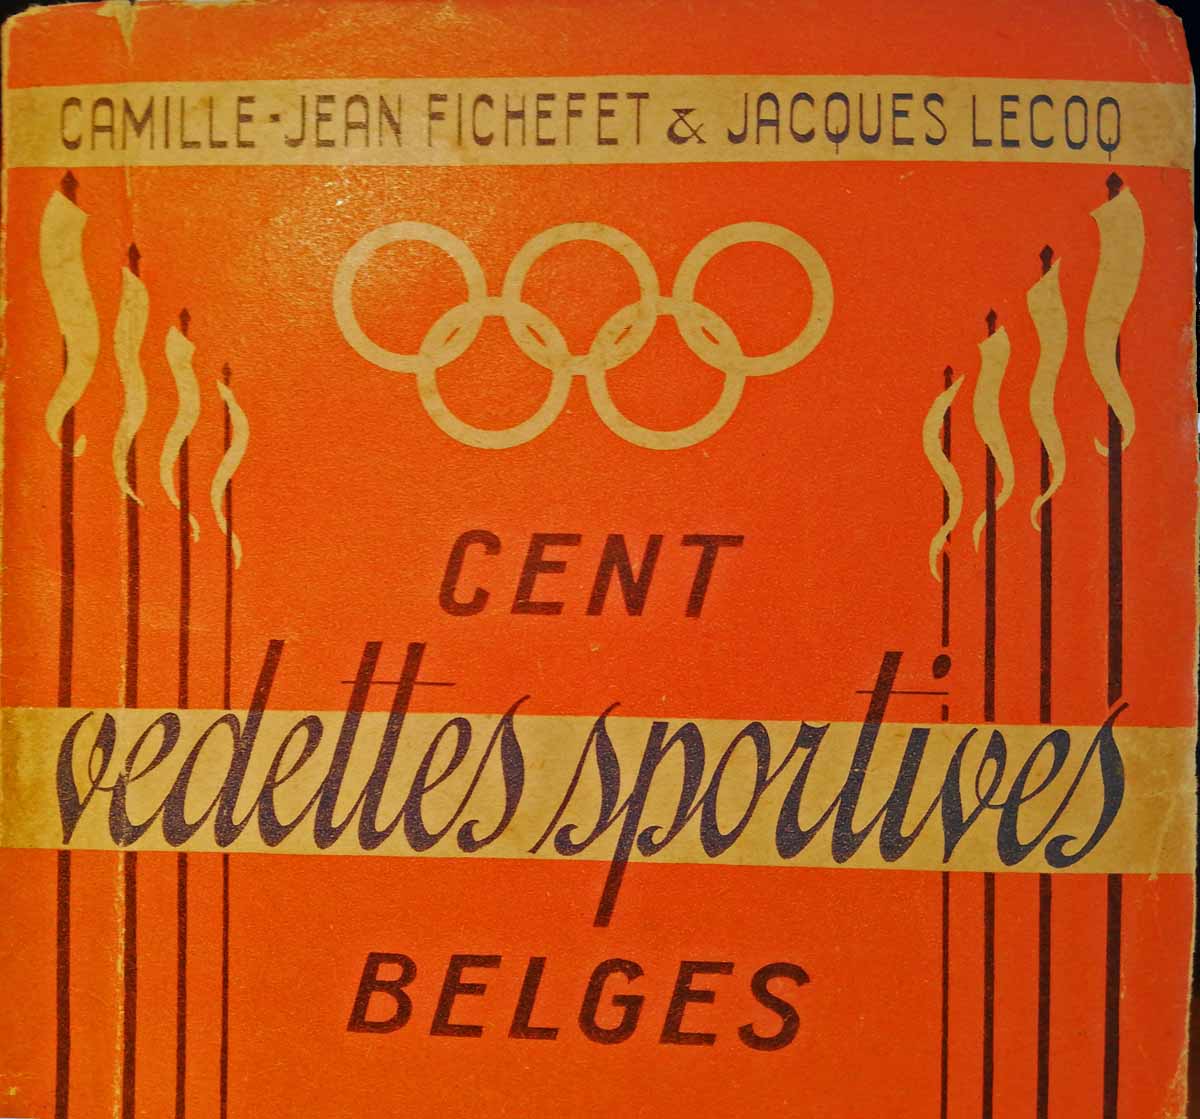 CAMILLE-JEAN FICHEFET & JACQUES LECOQ
CENT
vedettes sportives
BELGES